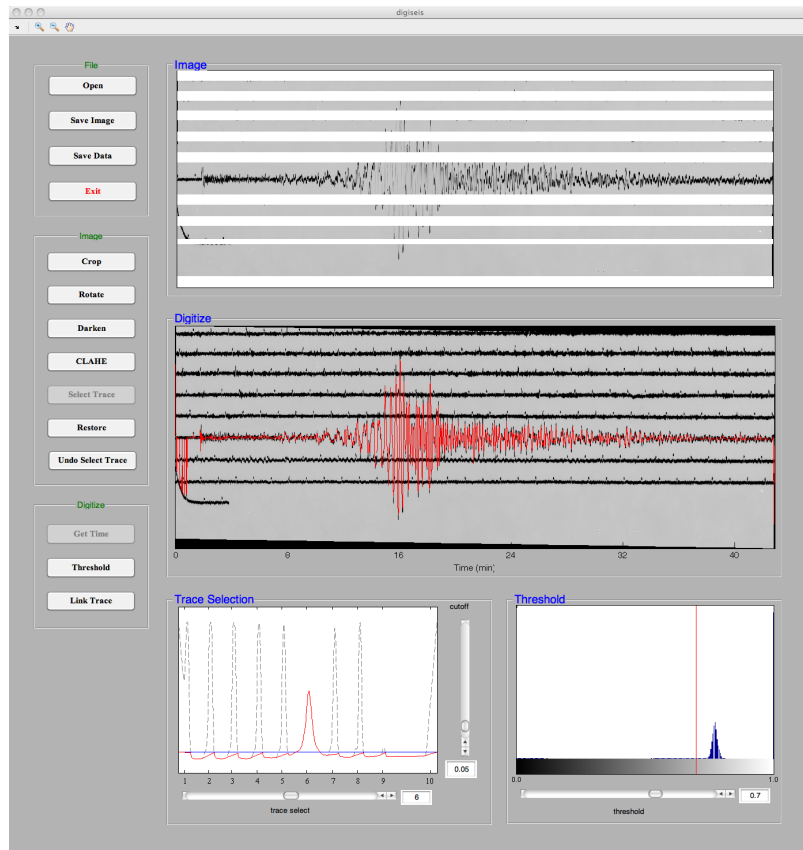 digiseis
File
Open
Save Image
Save Data
Exit
Image
Crop
Rotate
Darken
CLAHE
Select Trace
Restore
Undo Select Trace
Digitize
Get Time
Threshold
Link Trace
Image
Digitize
0 8 16 24 32 40
Time (min)
Trace Selection
cutoff
0.05
1 2 3 4 5 6 7 8 10
6
trace select
Threshold
0.0 1.0
0.7
threshold